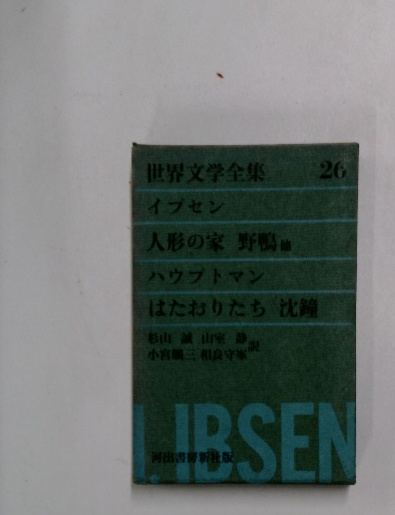 世界文学全集 26
イプセン
人形の家 野鴨 他
ハウプトマン
はたおりたち 沈鐘
杉山 誠 山室 静
小宮曠三 相良守峯 訳
I. IBSEN
河出書房新社版